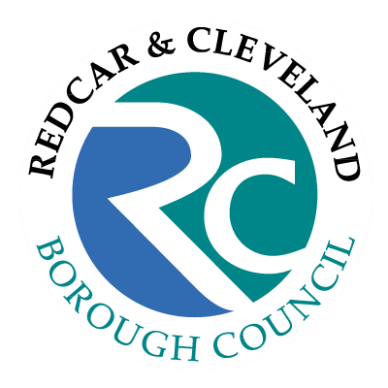 REDCAR & CLEVELAND
RC
BOROUGH COUNCIL